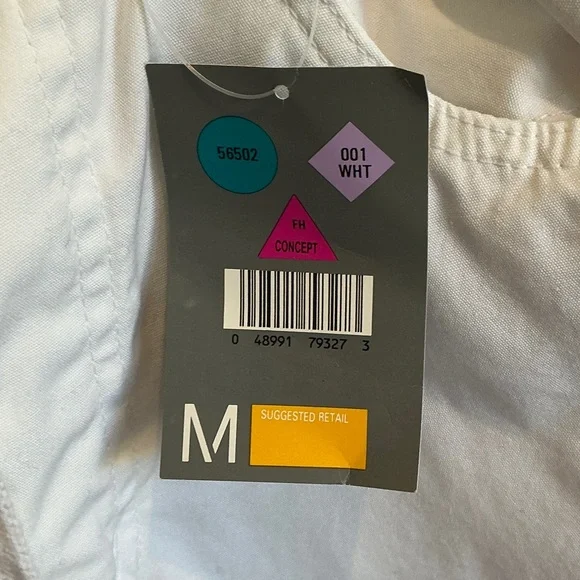 56502
001
WHT
FH
CONCEPT
0 48991 79327 3
M
SUGGESTED RETAIL